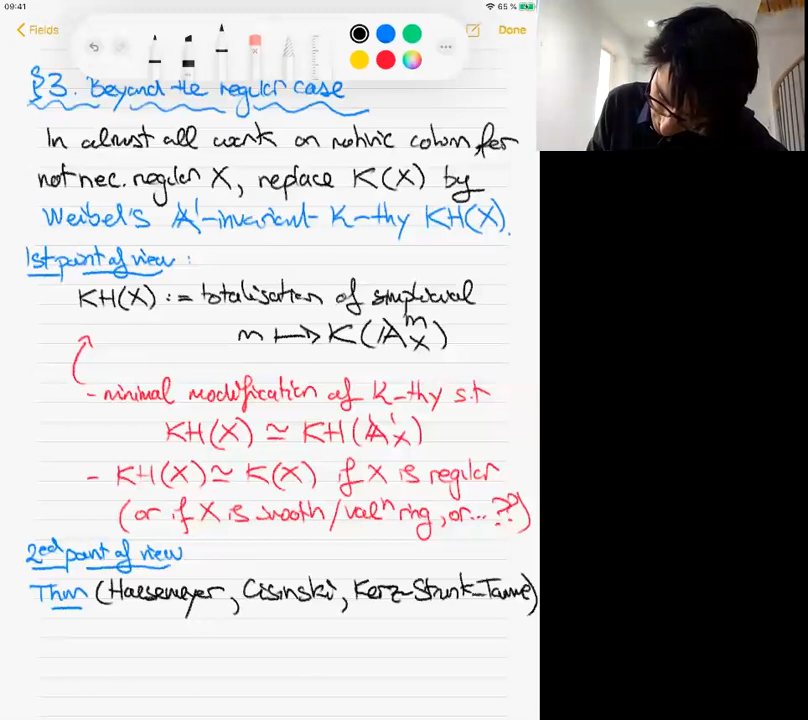 09:41
65 %
Fields
Done
§3. Beyond the regular case
In almost all work on motivic cohom. for
not nec. regular X, replace K(X) by
Weibel's A¹-invariant K-thy KH(X).
1st point of view:
KH(X) := totalisation of simplicial
m ⟼ K(A^m_X)
- minimal modification of K-thy s.t
KH(X) ≃ KH(A¹_X)
- KH(X) ≃ K(X) if X is regular
(or if X is smooth/valⁿ ring, or...??)
2nd point of view
Thm (Haesemeyer, Cisinski, Kerz-Strunk-Tamme)